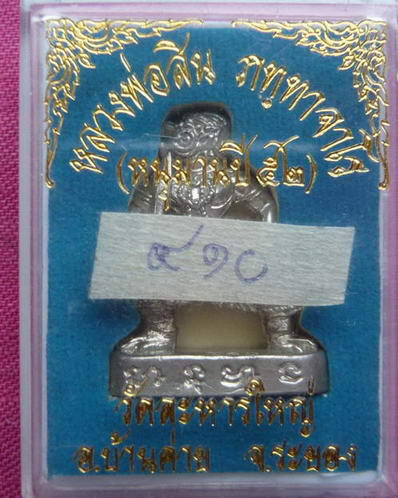 หลวงพ่อสิน ภทฺทาจาโร
(หนุมานปี ๕๒)
๙๑๐
วัดละหารใหญ่
อ.บ้านค่าย จ.ระยอง